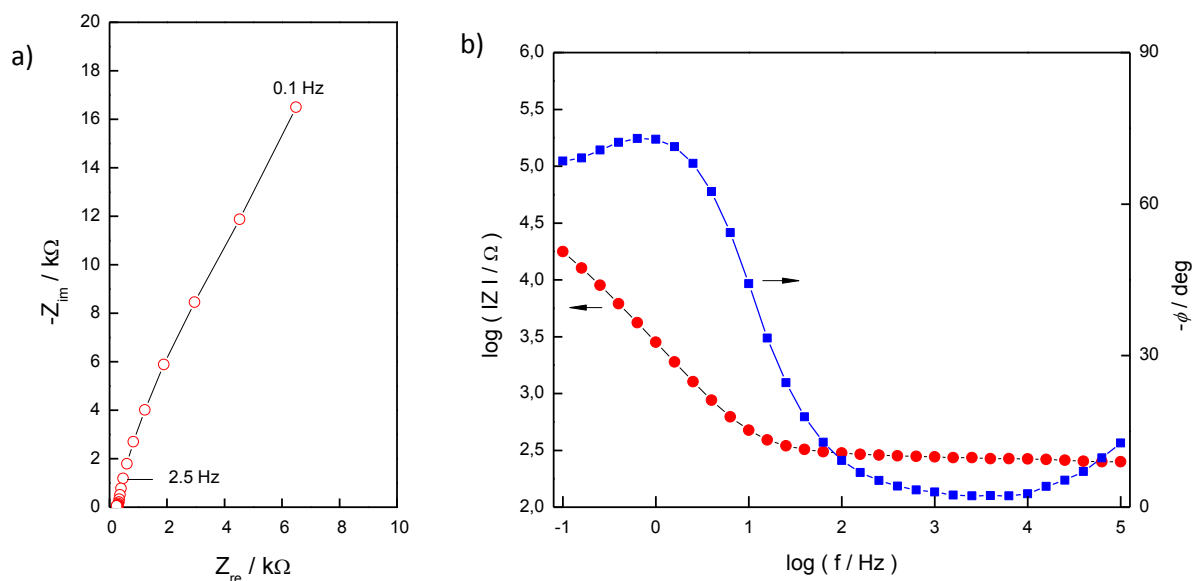 a)
20
18
16
14
12
10
8
6
4
2
0
0 2 4 6 8 10
-Z_im / kΩ
Z_re / kΩ
0.1 Hz
2.5 Hz
b)
6,0
5,5
5,0
4,5
4,0
3,5
3,0
2,5
2,0
-1 0 1 2 3 4 5
90
60
30
0
log ( IZ I / Ω )
log ( f / Hz )
-ϕ / deg